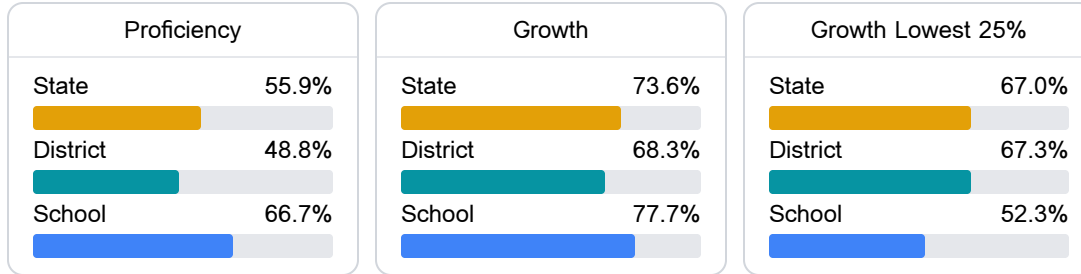 Proficiency
State 55.9%
District 48.8%
School 66.7%
Growth
State 73.6%
District 68.3%
School 77.7%
Growth Lowest 25%
State 67.0%
District 67.3%
School 52.3%